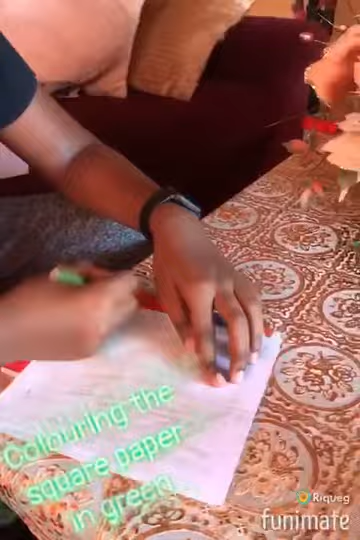 Colouring the
square paper
in green
Riqueg
funimate